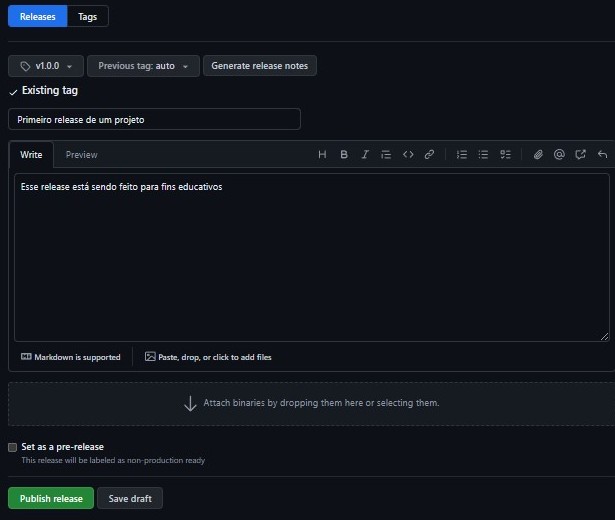 Releases Tags
v1.0.0 Previous tag: auto Generate release notes
Existing tag
Primeiro release de um projeto
Write Preview
Esse release está sendo feito para fins educativos
Markdown is supported Paste, drop, or click to add files
Attach binaries by dropping them here or selecting them.
Set as a pre-release
This release will be labeled as non-production ready
Publish release Save draft